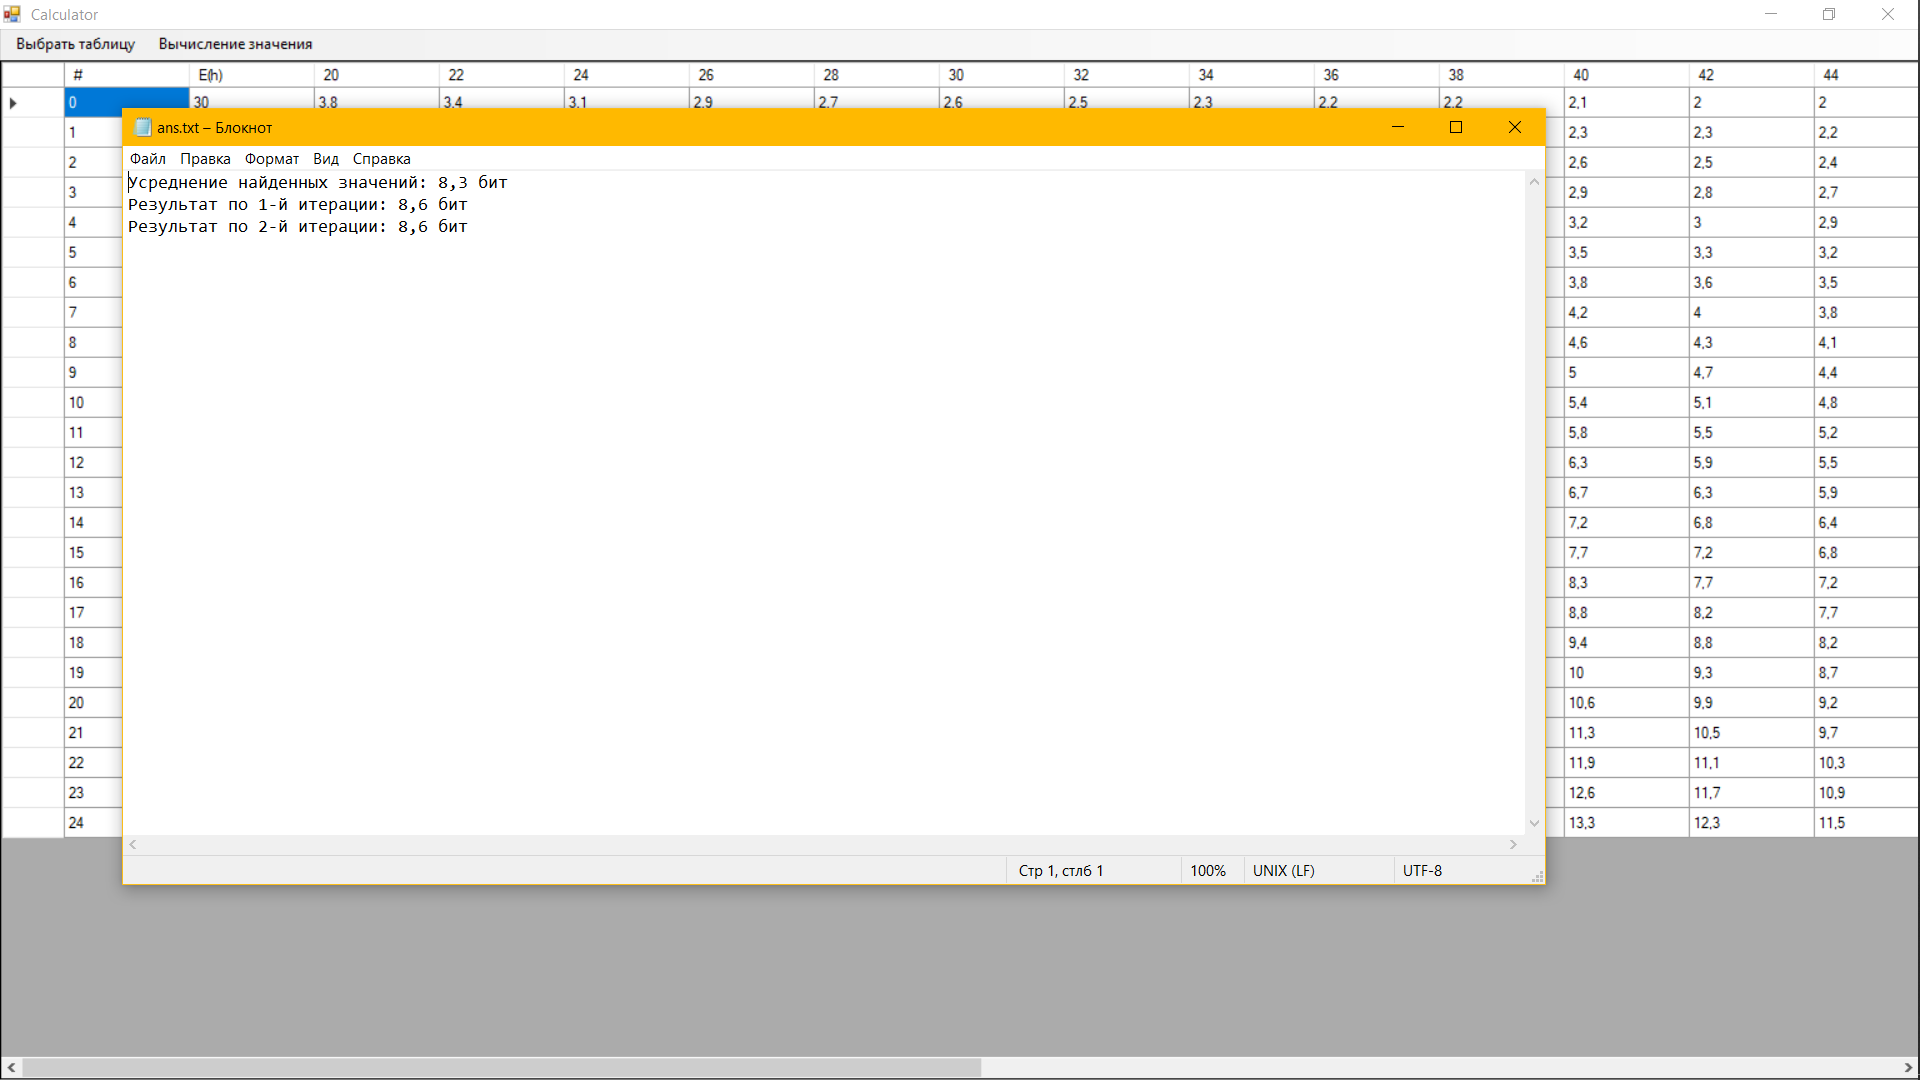 Calculator
Выбрать таблицу Вычисление значения
# E(h) 20 22 24 26 28 30 32 34 36 38 40 42 44
0 30 3,8 3,4 3,1 2,9 2,7 2,6 2,5 2,3 2,2 2,2 2,1 2 2
ans.txt – Блокнот
Файл Правка Формат Вид Справка
Усреднение найденных значений: 8,3 бит
Результат по 1-й итерации: 8,6 бит
Результат по 2-й итерации: 8,6 бит
1 2,3 2,3 2,2
2 2,6 2,5 2,4
3 2,9 2,8 2,7
4 3,2 3 2,9
5 3,5 3,3 3,2
6 3,8 3,6 3,5
7 4,2 4 3,8
8 4,6 4,3 4,1
9 5 4,7 4,4
10 5,4 5,1 4,8
11 5,8 5,5 5,2
12 6,3 5,9 5,5
13 6,7 6,3 5,9
14 7,2 6,8 6,4
15 7,7 7,2 6,8
16 8,3 7,7 7,2
17 8,8 8,2 7,7
18 9,4 8,8 8,2
19 10 9,3 8,7
20 10,6 9,9 9,2
21 11,3 10,5 9,7
22 11,9 11,1 10,3
23 12,6 11,7 10,9
24 13,3 12,3 11,5
Стр 1, стлб 1 100% UNIX (LF) UTF-8